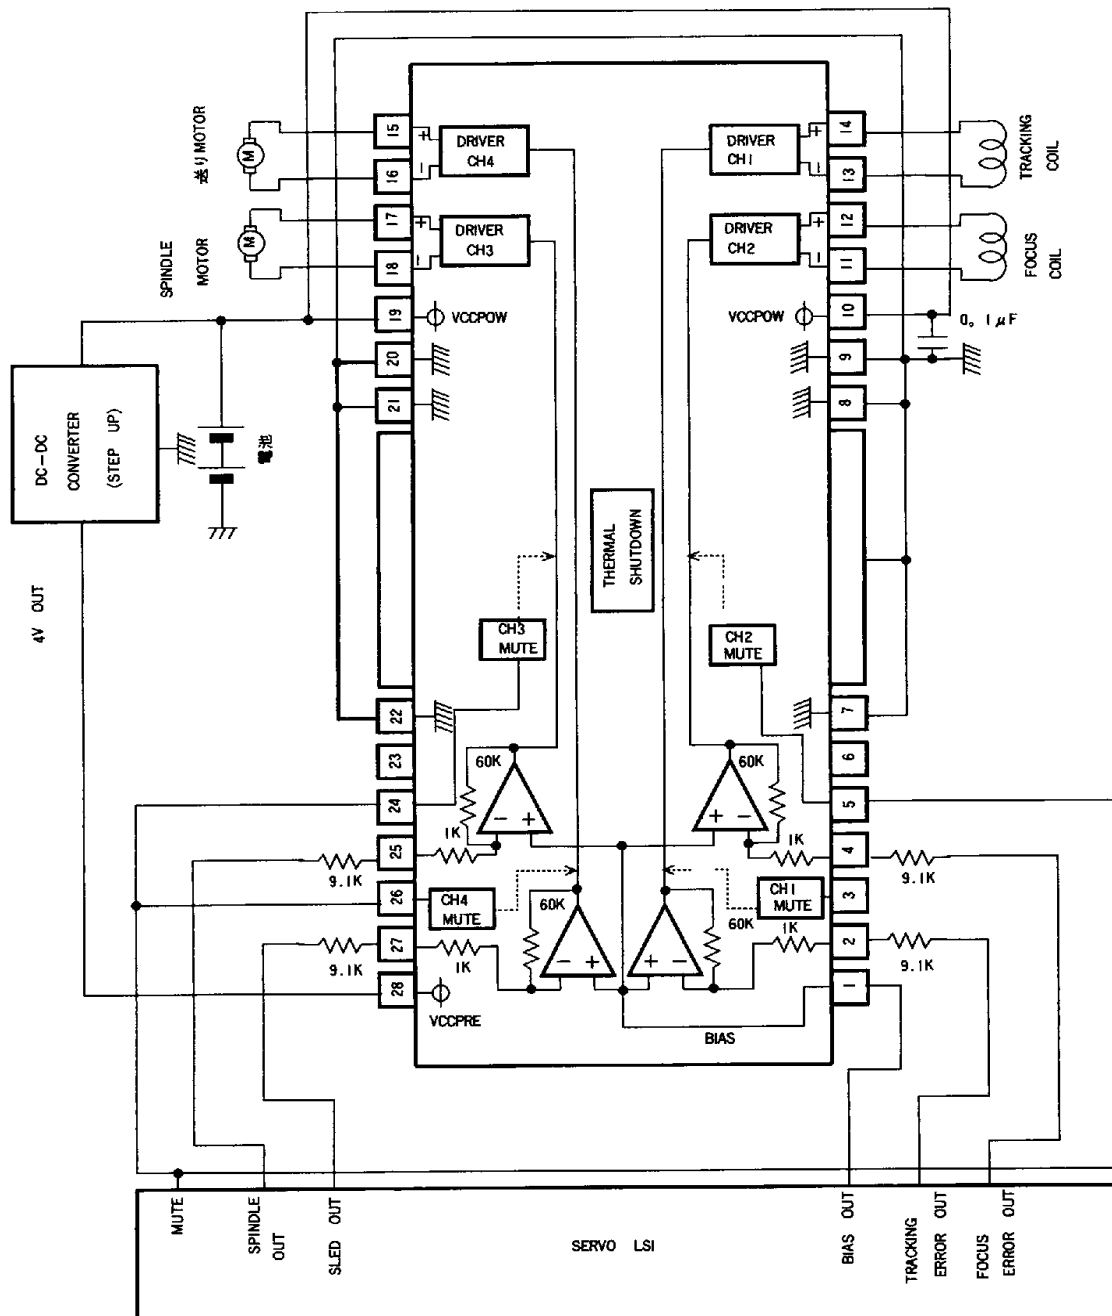 送りMOTOR
SPINDLE
MOTOR
DC-DC
CONVERTER
(STEP UP)
電池
4V OUT
15
16
17
18
19
20
21
22
23
24
25
26
27
28
M
M
+
−
+
−
DRIVER
CH4
DRIVER
CH3
VCCPOW
CH3
MUTE
60K
1K
9.1K
CH4
MUTE
60K
1K
9.1K
VCCPRE
−
+
−
+
THERMAL
SHUTDOWN
DRIVER
CH1
DRIVER
CH2
+
−
+
−
VCCPOW
CH2
MUTE
60K
1K
9.1K
CH1
MUTE
60K
1K
9.1K
+
−
+
−
BIAS
14
13
12
11
10
9
8
7
6
5
4
3
2
1
TRACKING
COIL
FOCUS
COIL
0.1μF
MUTE
SPINDLE
OUT
SLED OUT
SERVO LSI
BIAS OUT
TRACKING
ERROR OUT
FOCUS
ERROR OUT